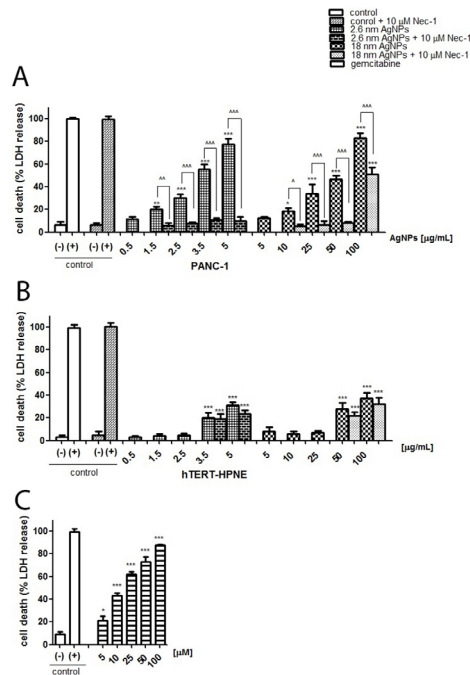 control
conrol + 10 µM Nec-1
2.6 nm AgNPs
2.6 nm AgNPs + 10 µM Nec-1
18 nm AgNPs
18 nm AgNPs + 10 µM Nec-1
gemcitabine
A
cell death (% LDH release)
100
80
60
40
20
0
** ^^ *** ^^^ *** ^^^ *** ^^^ * ^ *** ^^^ *** ^^^ *** ^^^ ***
(-) (+) (-) (+) 0.5 1.5 2.5 3.5 5 5 10 25 50 100 AgNPs [µg/mL]
control
PANC-1
B
cell death (% LDH release)
100
80
60
40
20
0
*** *** *** *** *** *** *** ***
(-) (+) (-) (+) 0.5 1.5 2.5 3.5 5 5 10 25 50 100 [µg/mL]
control
hTERT-HPNE
C
cell death (% LDH release)
100
80
60
40
20
0
* *** *** *** ***
(-) (+) 5 10 25 50 100 [µM]
control